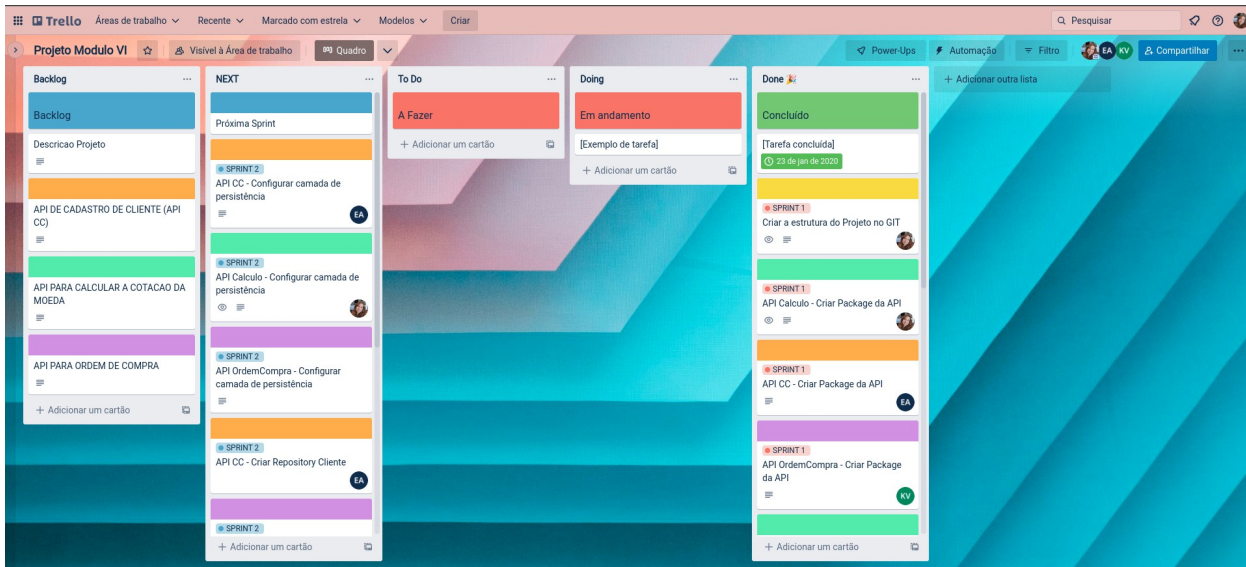 Trello
Áreas de trabalho
Recente
Marcado com estrela
Modelos
Criar
Pesquisar
Projeto Modulo VI
Visível à Área de trabalho
Quadro
Power-Ups
Automação
Filtro
EA
KV
Compartilhar
Backlog
Backlog
Descricao Projeto
API DE CADASTRO DE CLIENTE (API
CC)
API PARA CALCULAR A COTACAO DA
MOEDA
API PARA ORDEM DE COMPRA
+ Adicionar um cartão
NEXT
Próxima Sprint
SPRINT 2
API CC - Configurar camada de
persistência
EA
SPRINT 2
API Calculo - Configurar camada de
persistência
SPRINT 2
API OrdemCompra - Configurar
camada de persistência
SPRINT 2
API CC - Criar Repository Cliente
EA
SPRINT 2
+ Adicionar um cartão
To Do
A Fazer
+ Adicionar um cartão
Doing
Em andamento
[Exemplo de tarefa]
+ Adicionar um cartão
Done 🎉
Concluído
[Tarefa concluída]
23 de jan de 2020
SPRINT 1
Criar a estrutura do Projeto no GIT
SPRINT 1
API Calculo - Criar Package da API
SPRINT 1
API CC - Criar Package da API
EA
SPRINT 1
API OrdemCompra - Criar Package
da API
KV
+ Adicionar um cartão
+ Adicionar outra lista